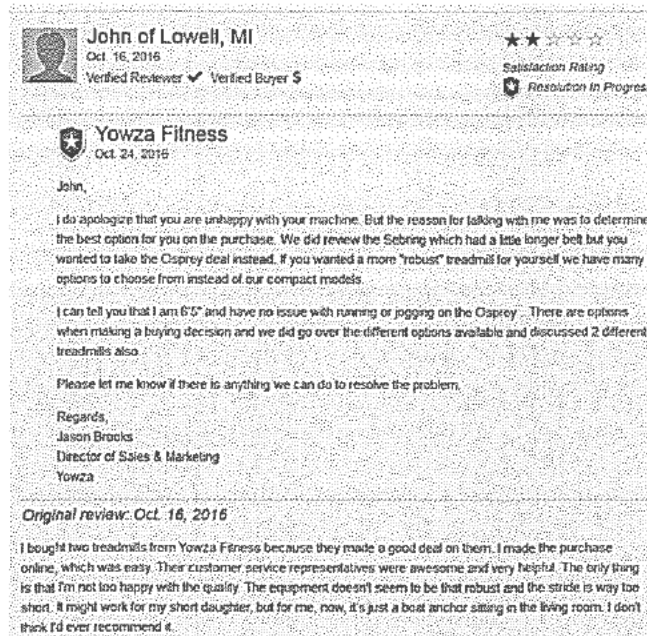 John of Lowell, MI
Oct. 16, 2016
Verified Reviewer ✔ Verified Buyer $
★★☆☆☆
Satisfaction Rating
Resolution In Progres
Yowza Fitness
Oct. 24, 2016
John,
I do apologize that you are unhappy with your machine. But the reason for talking with me was to determine
the best option for you on the purchase. We did review the Sebring which had a little longer belt but you
wanted to take the Osprey deal instead. If you wanted a more "robust" treadmill for yourself we have many
options to choose from instead of our compact models.
I can tell you that I am 6'5" and have no issue with running or jogging on the Osprey . There are options
when making a buying decision and we did go over the different options available and discussed 2 different
treadmills also.
Please let me know if there is anything we can do to resolve the problem.
Regards,
Jason Brooks
Director of Sales & Marketing
Yowza
Original review: Oct. 16, 2016
I bought two treadmills from Yowza Fitness because they made a good deal on them. I made the purchase
online, which was easy. Their customer service representatives were awesome and very helpful. The only thing
is that I'm not too happy with the quality. The equipment doesn't seem to be that robust and the stride is way too
short. It might work for my short daughter, but for me, now, it's just a boat anchor sitting in the living room. I don't
think I'd ever recommend it.